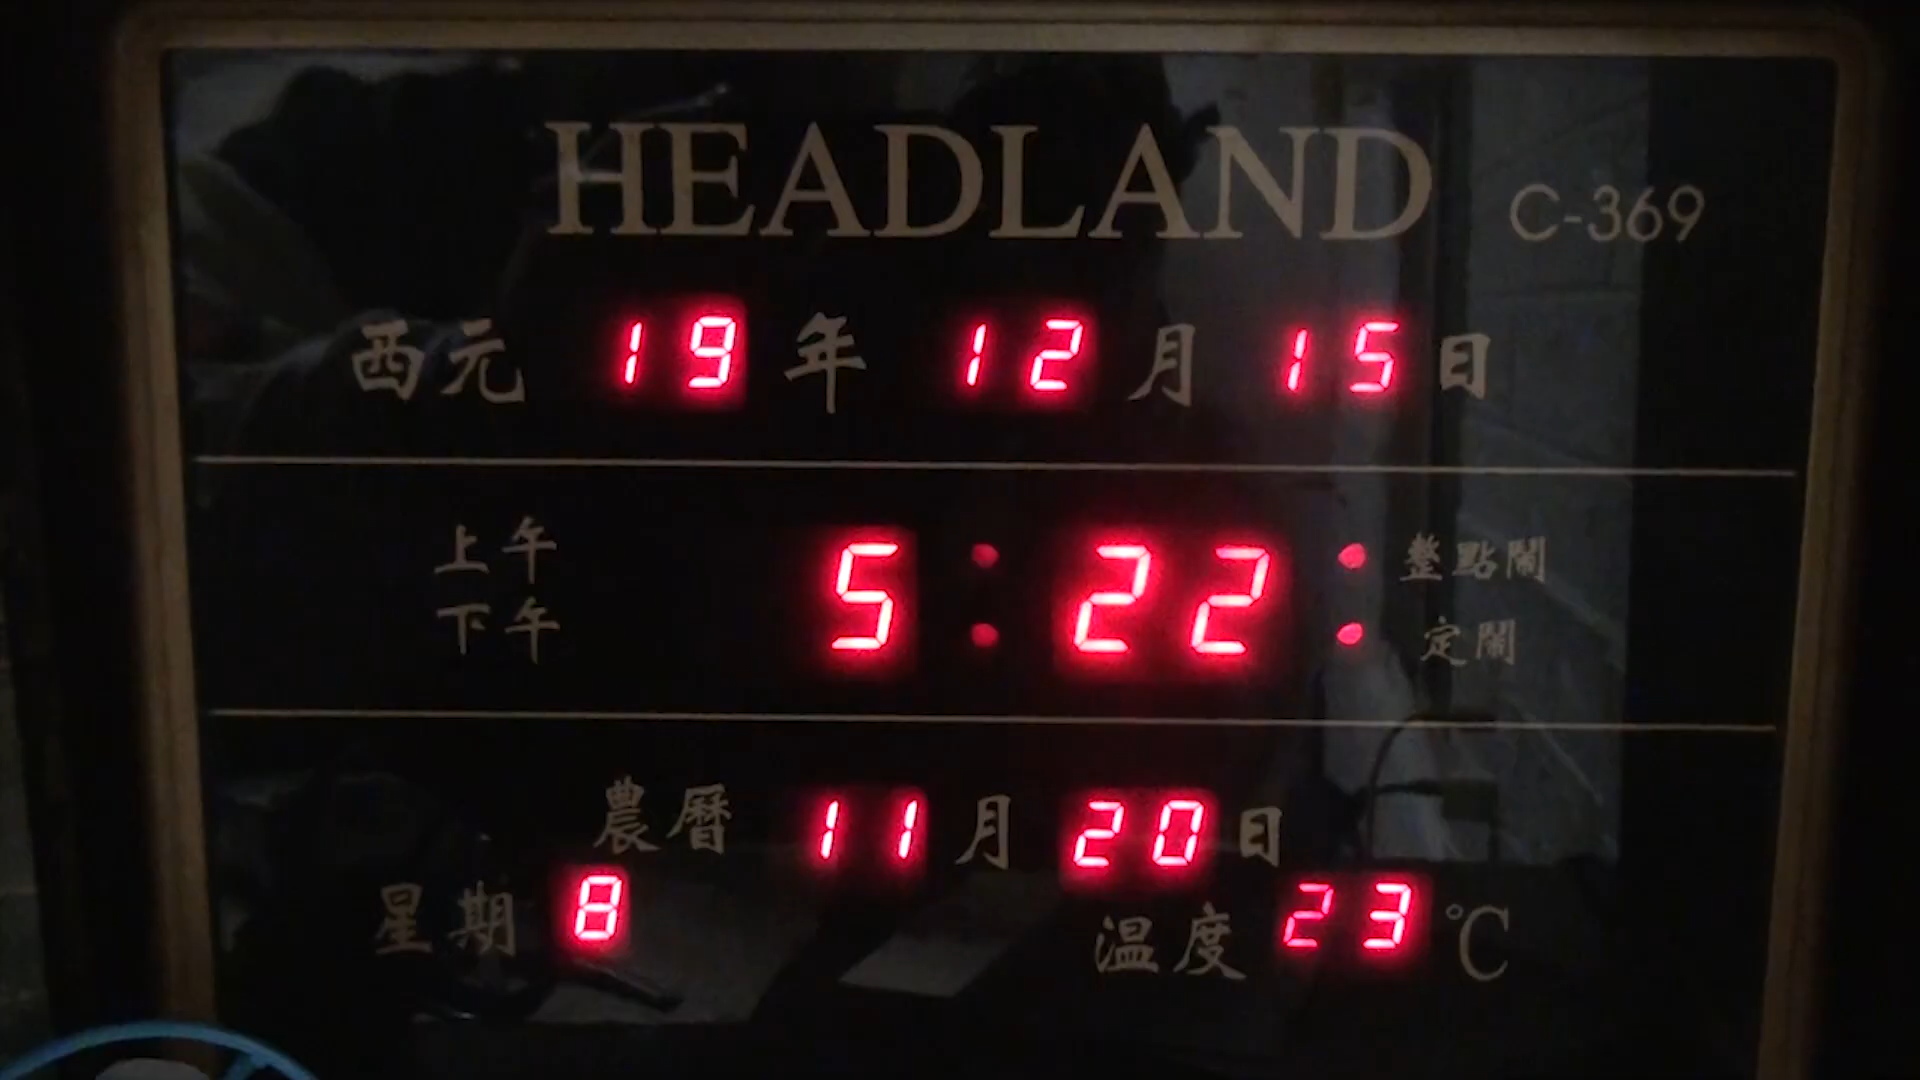 HEADLAND C-369
西元 19 年 12 月 15 日
上午
下午
5:22:
整點鬧
定鬧
農曆 11 月 20 日
星期 8
温度 23 °C